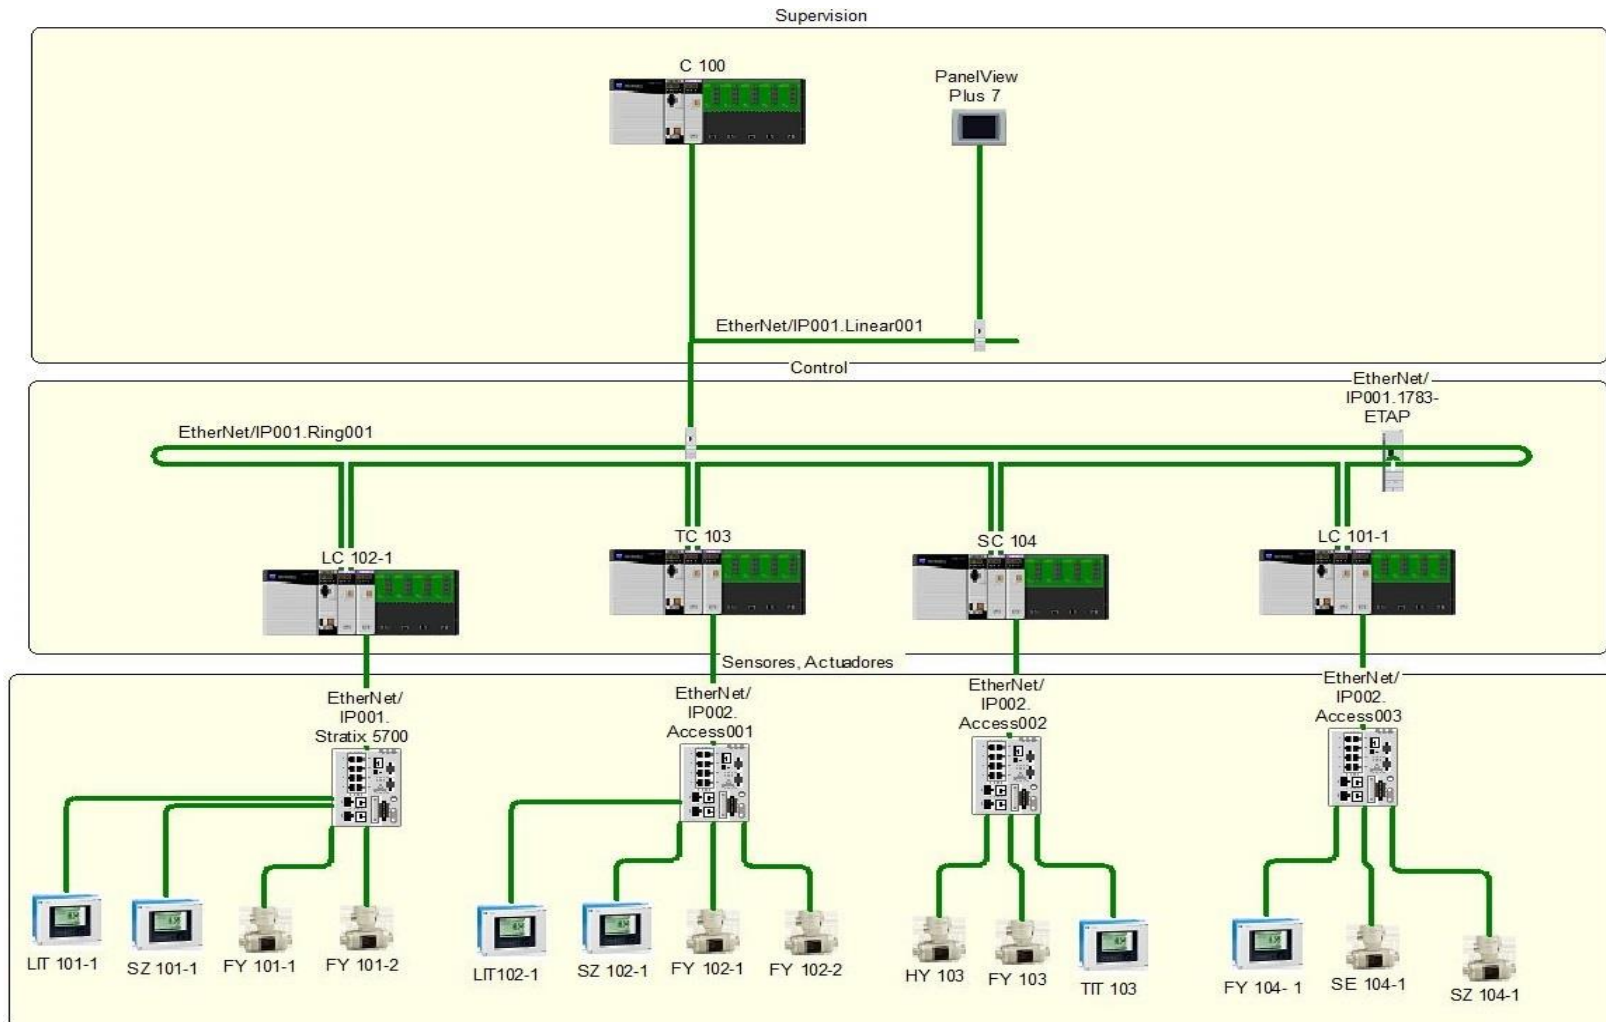 Supervision
C 100
PanelView
Plus 7
EtherNet/IP001.Linear001
Control
EtherNet/
IP001.1783-
ETAP
EtherNet/IP001.Ring001
LC 102-1
TC 103
SC 104
LC 101-1
Sensores, Actuadores
EtherNet/
IP001.
Stratix 5700
EtherNet/
IP002.
Access001
EtherNet/
IP002.
Access002
EtherNet/
IP002.
Access003
LIT 101-1
SZ 101-1
FY 101-1
FY 101-2
LIT102-1
SZ 102-1
FY 102-1
FY 102-2
HY 103
FY 103
TIT 103
FY 104- 1
SE 104-1
SZ 104-1